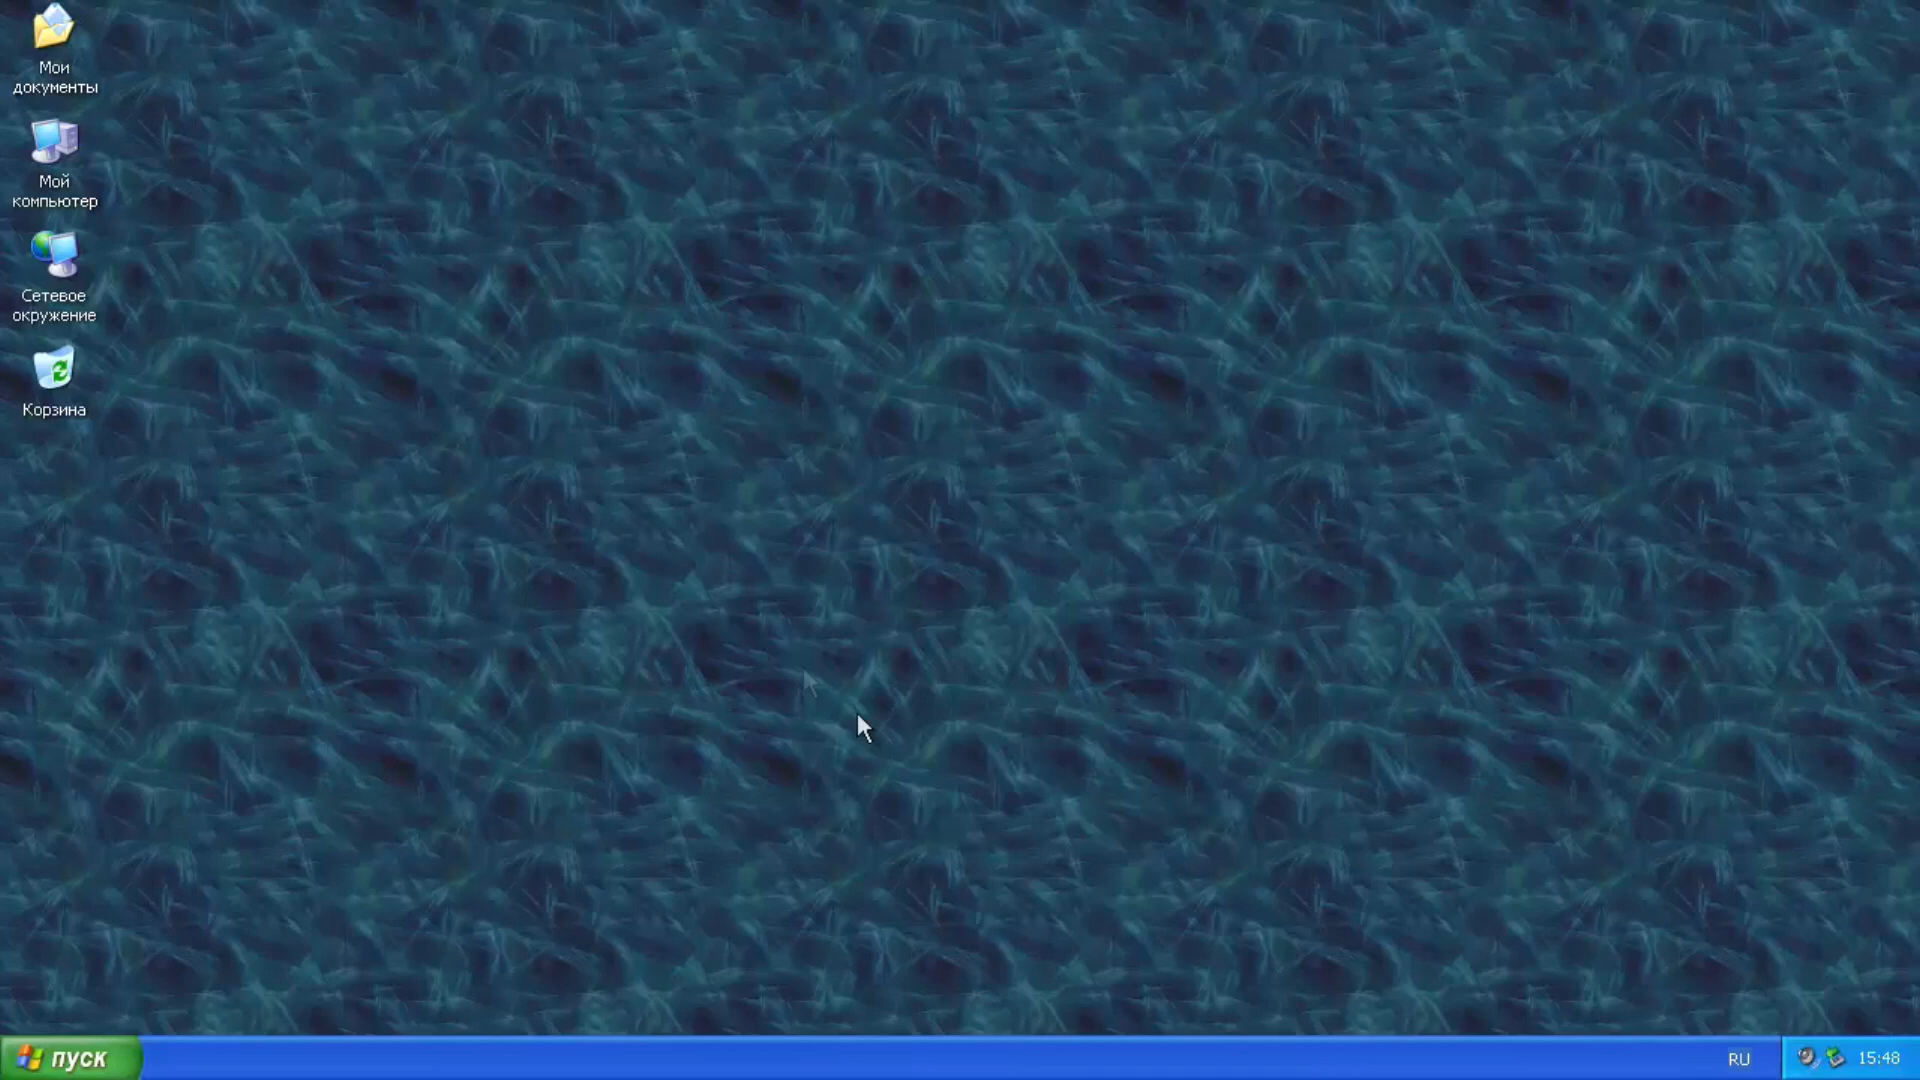 Мои
документы
Мой
компьютер
Сетевое
окружение
Корзина
пуск
RU
15:48